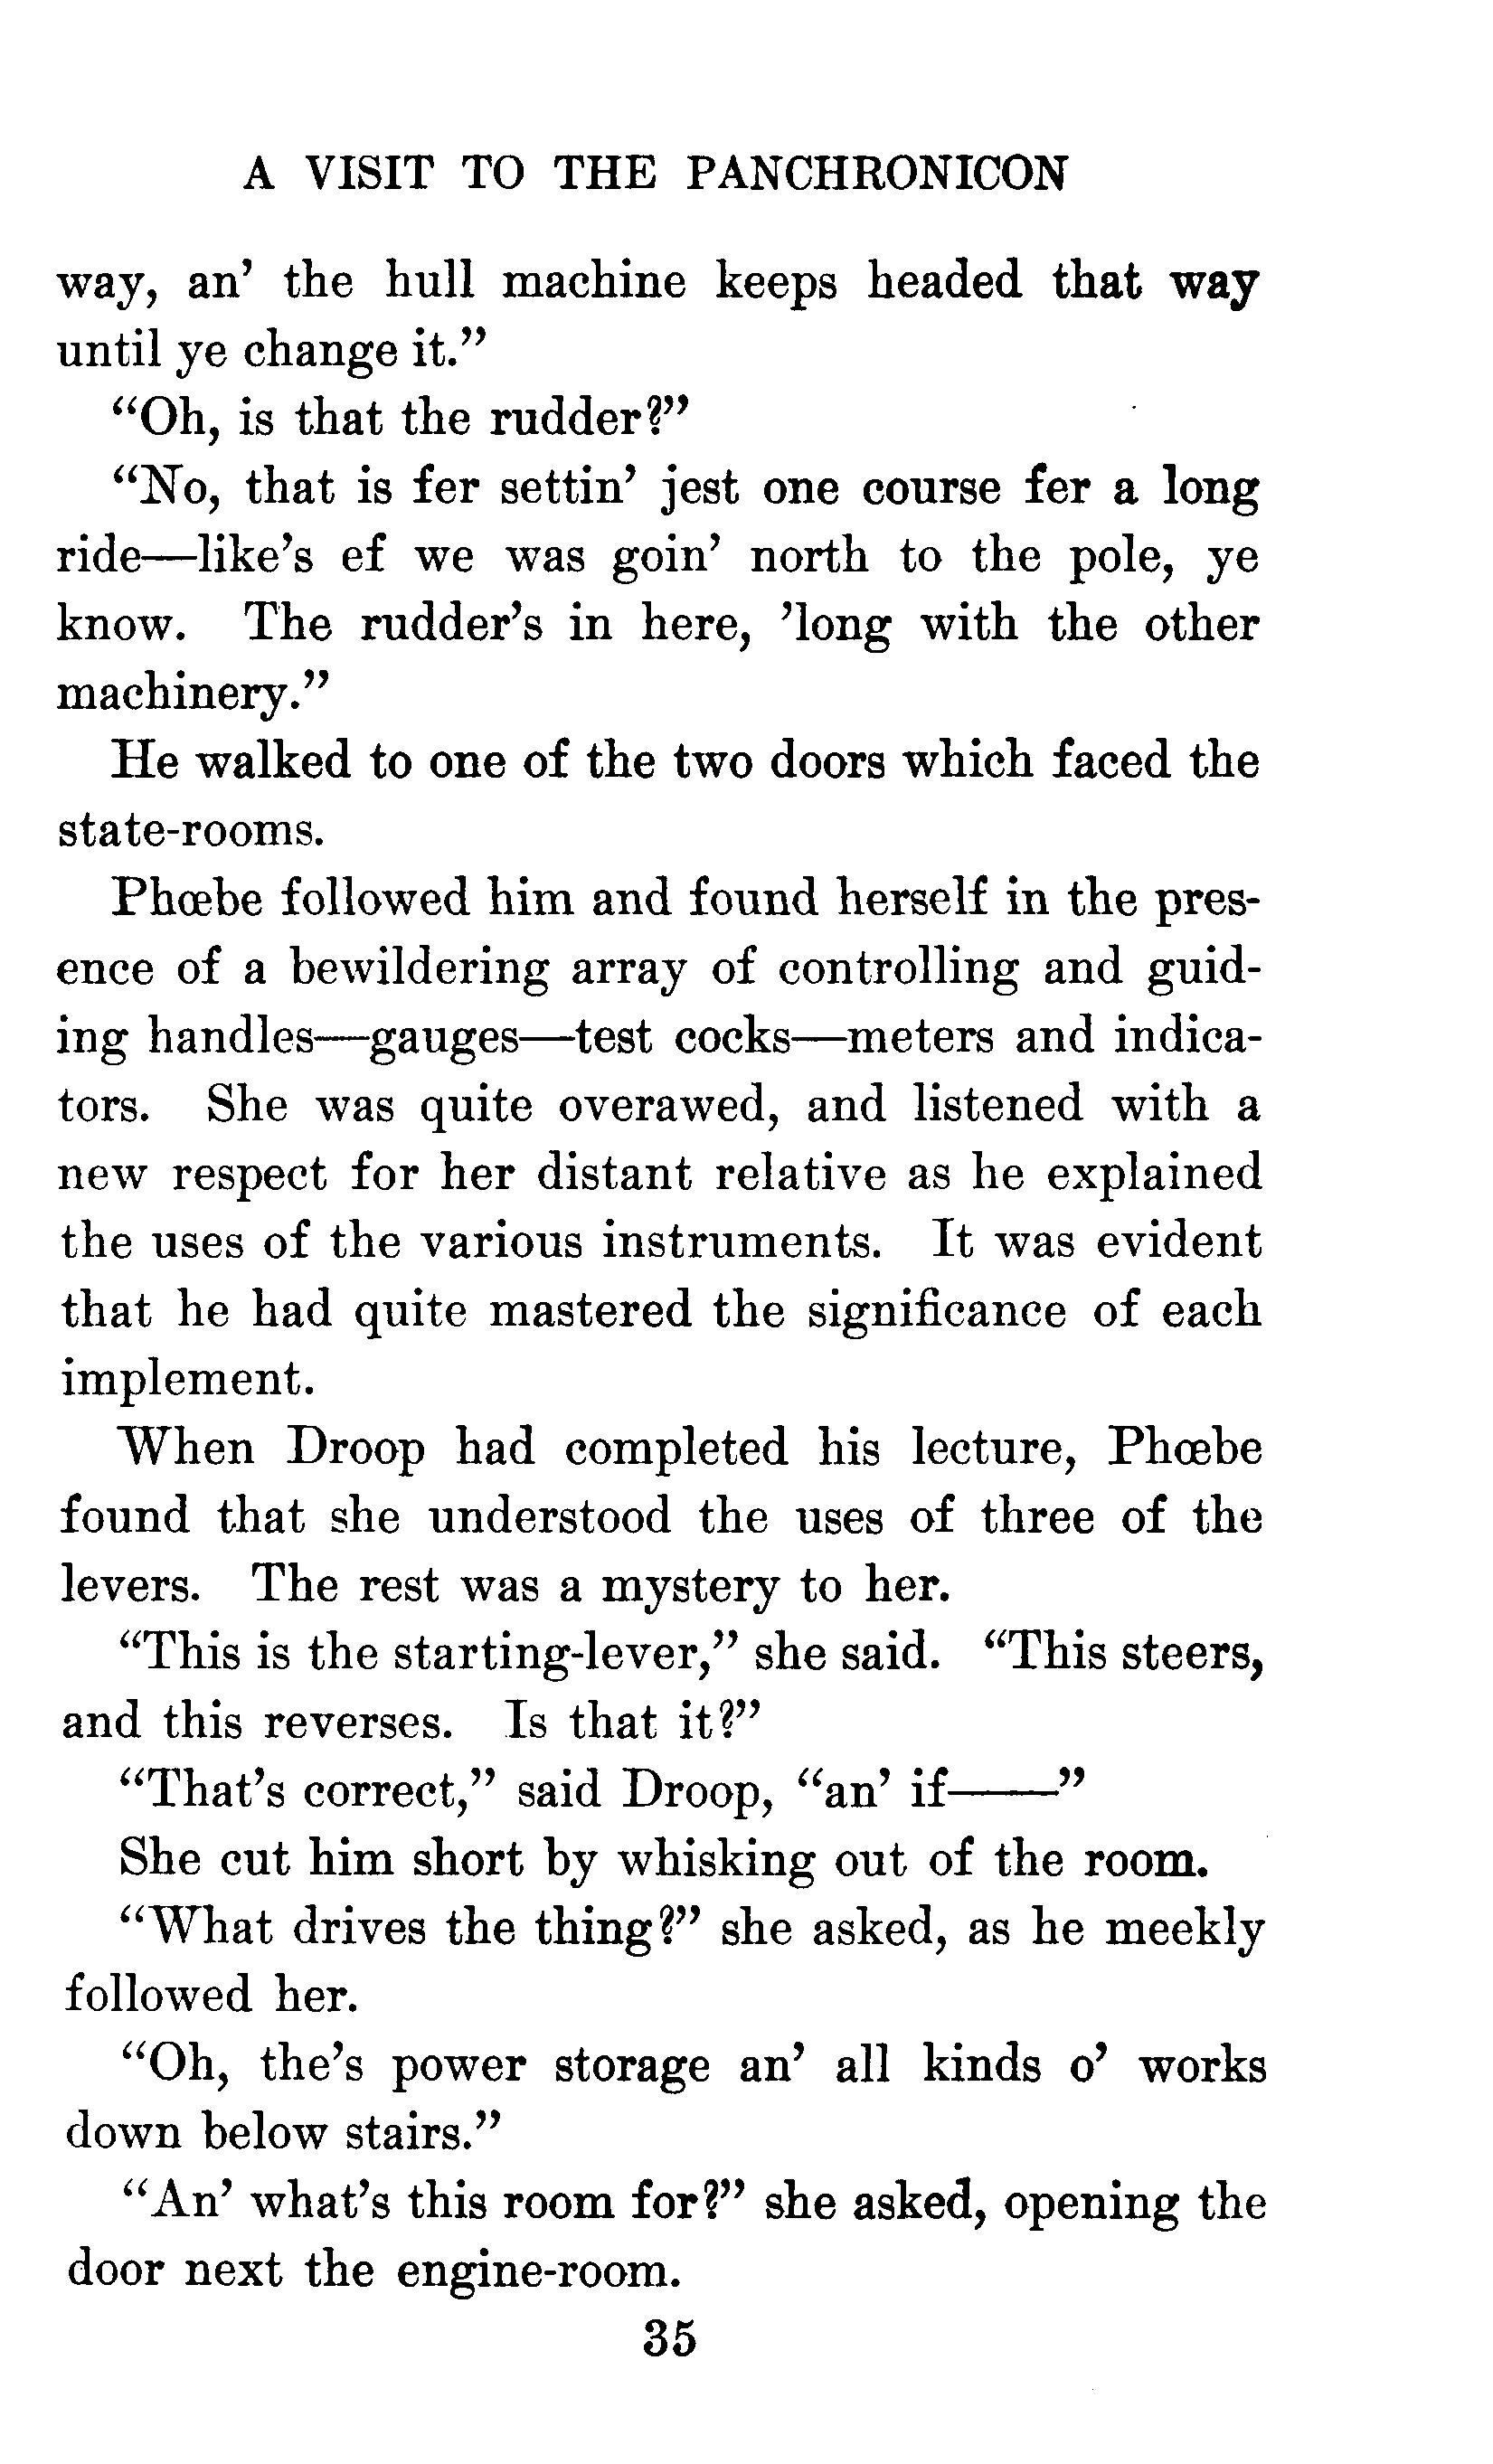 A VISIT TO THE PANCHRONICON
way, an' the hull machine keeps headed that way
until ye change it."
"Oh, is that the rudder?"
"No, that is fer settin' jest one course fer a long
ride—like's ef we was goin' north to the pole, ye
know. The rudder's in here, 'long with the other
machinery."
He walked to one of the two doors which faced the
state-rooms.
Phœbe followed him and found herself in the pres-
ence of a bewildering array of controlling and guid-
ing handles—gauges—test cocks—meters and indica-
tors. She was quite overawed, and listened with a
new respect for her distant relative as he explained
the uses of the various instruments. It was evident
that he had quite mastered the significance of each
implement.
When Droop had completed his lecture, Phœbe
found that she understood the uses of three of the
levers. The rest was a mystery to her.
"This is the starting-lever," she said. "This steers,
and this reverses. Is that it?"
"That's correct," said Droop, "an' if——"
She cut him short by whisking out of the room.
"What drives the thing?" she asked, as he meekly
followed her.
"Oh, the's power storage an' all kinds o' works
down below stairs."
"An' what's this room for?" she asked, opening the
door next the engine-room.
35